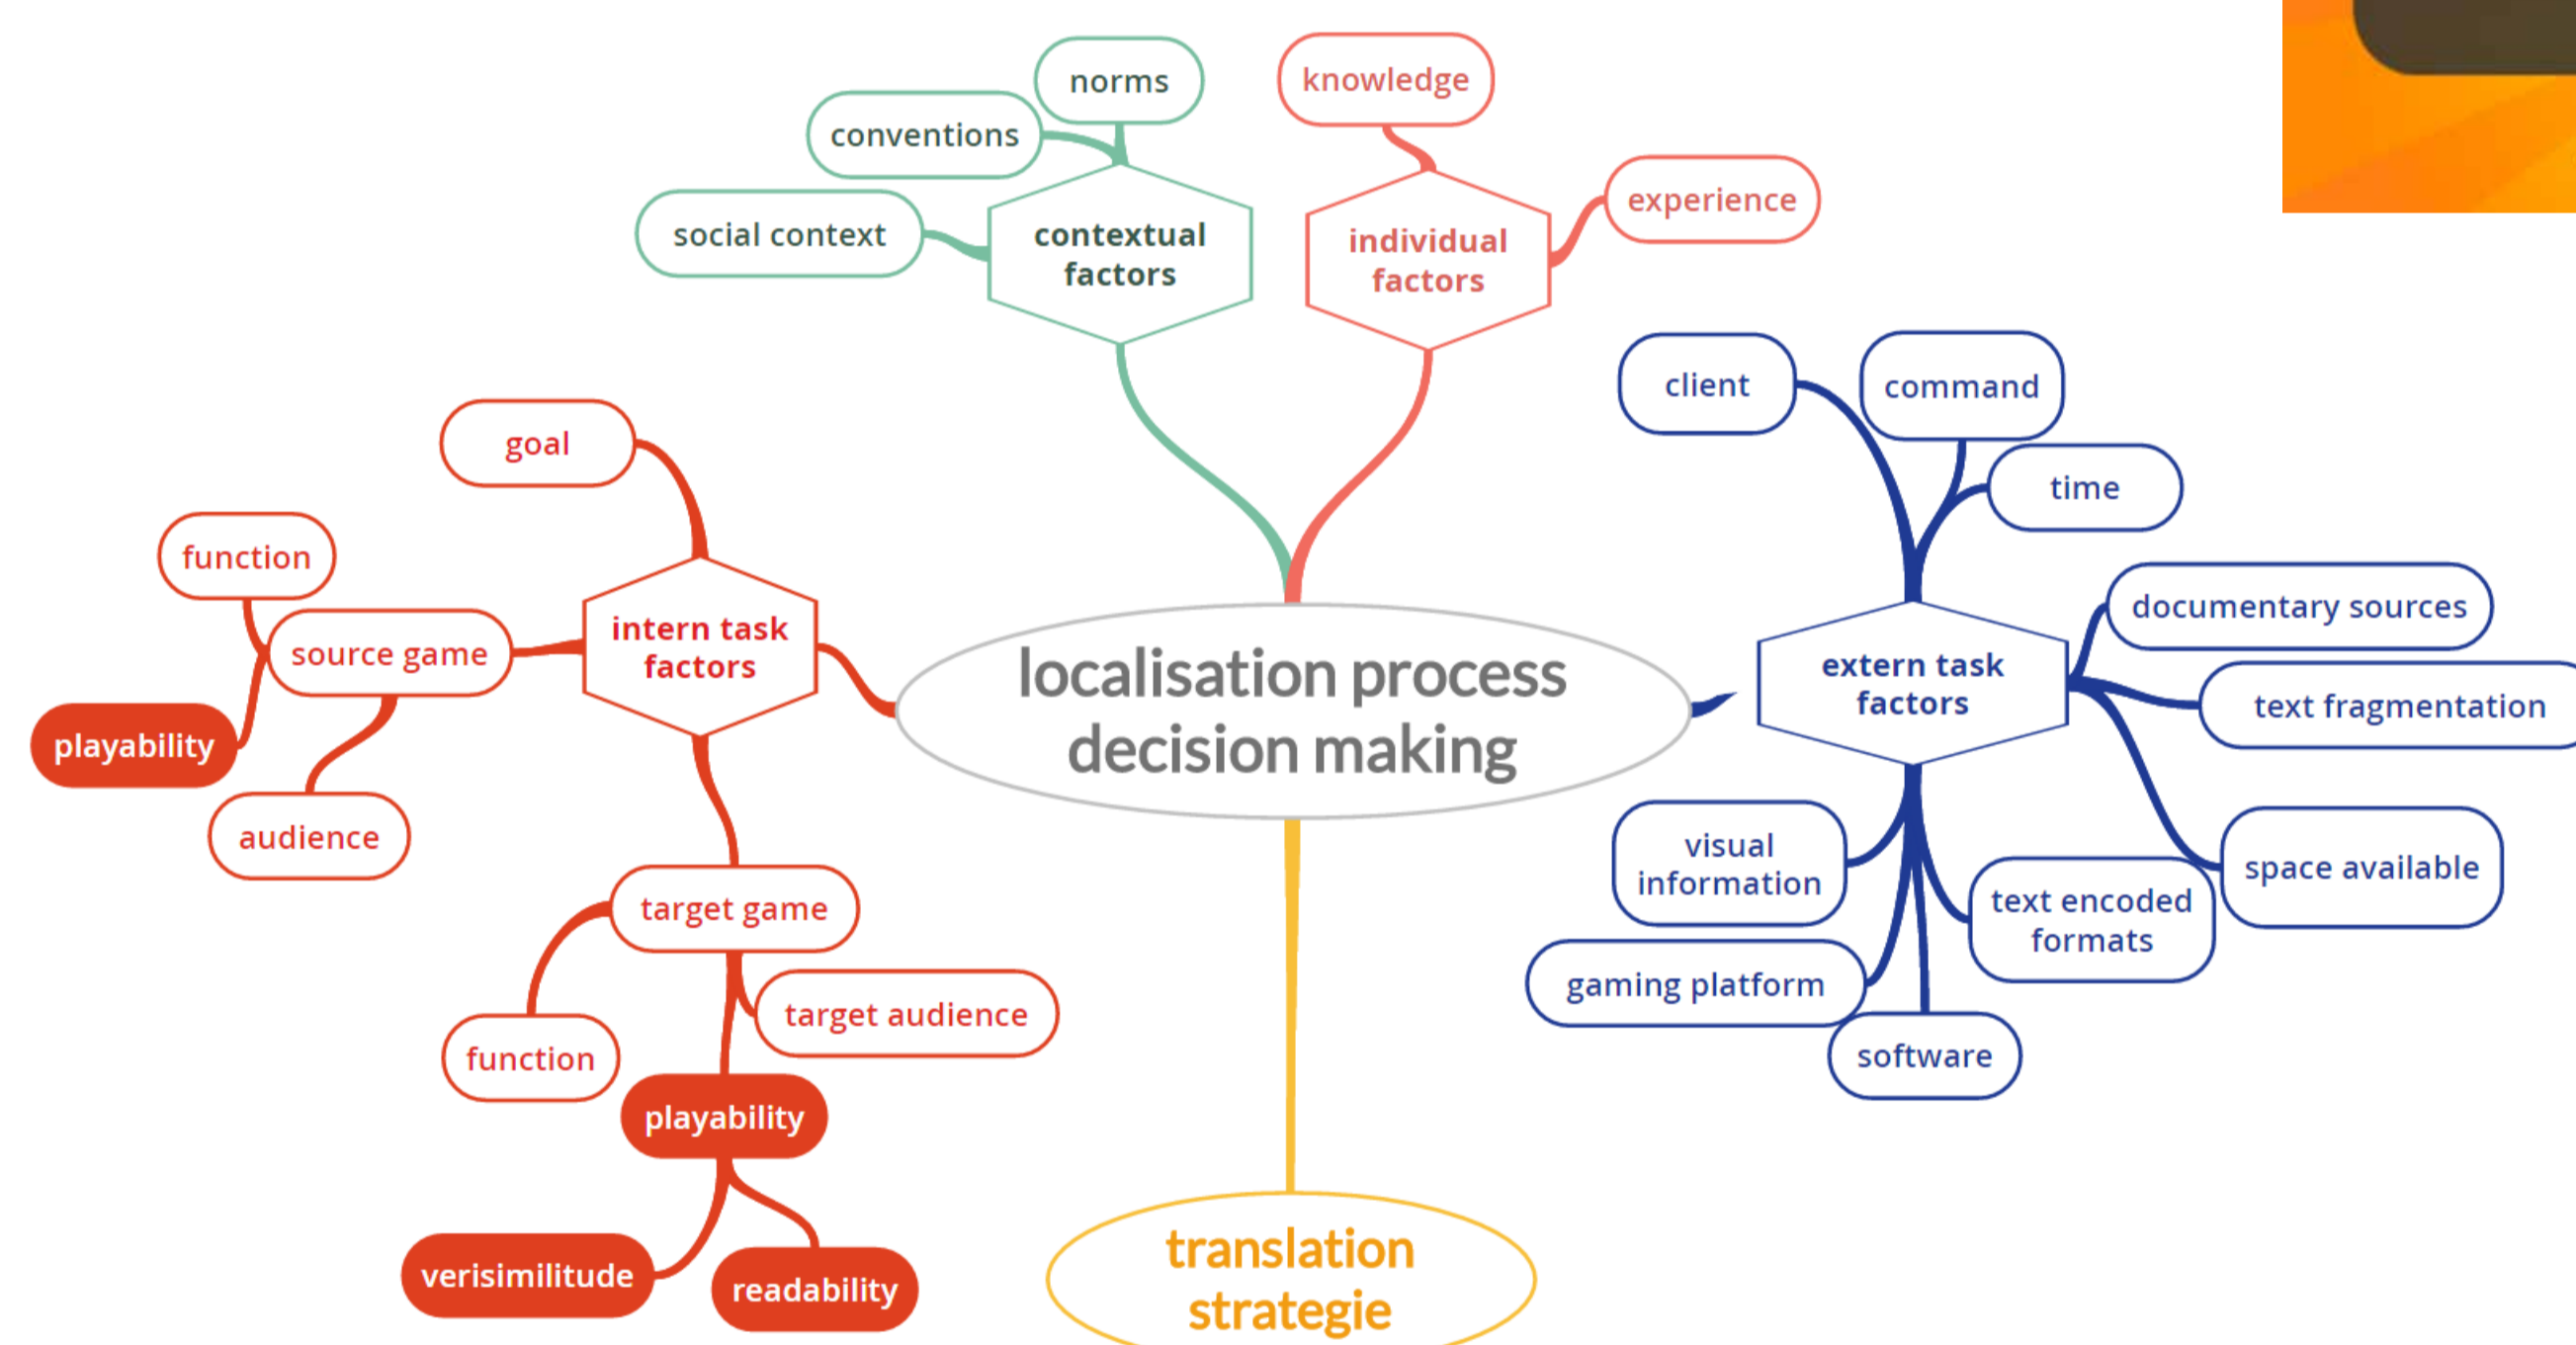 norms
conventions
social context
contextual
factors
knowledge
experience
individual
factors
client
command
time
goal
function
source game
playability
audience
intern task
factors
localisation process
decision making
extern task
factors
documentary sources
text fragmentation
space available
visual
information
text encoded
formats
gaming platform
software
target game
target audience
function
playability
verisimilitude
readability
translation
strategie